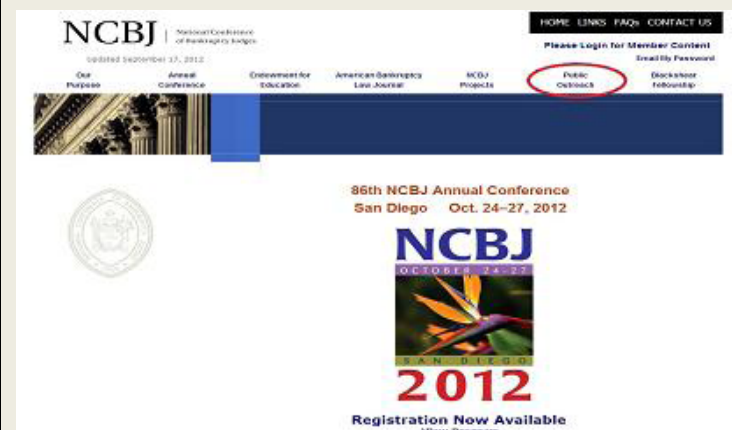 HOME LINKS FAQs CONTACT US
NCBJ National Conference
of Bankruptcy Judges
Please Login for Member Content
Updated September 17, 2012
Email My Password
Our Purpose
Annual Conference
Endowment for Education
American Bankruptcy Law Journal
NCBJ Projects
Public Outreach
Blackshear Fellowship
86th NCBJ Annual Conference
San Diego Oct. 24-27, 2012
NCBJ
OCTOBER 24-27
SAN DIEGO
2012
Registration Now Available
View Program